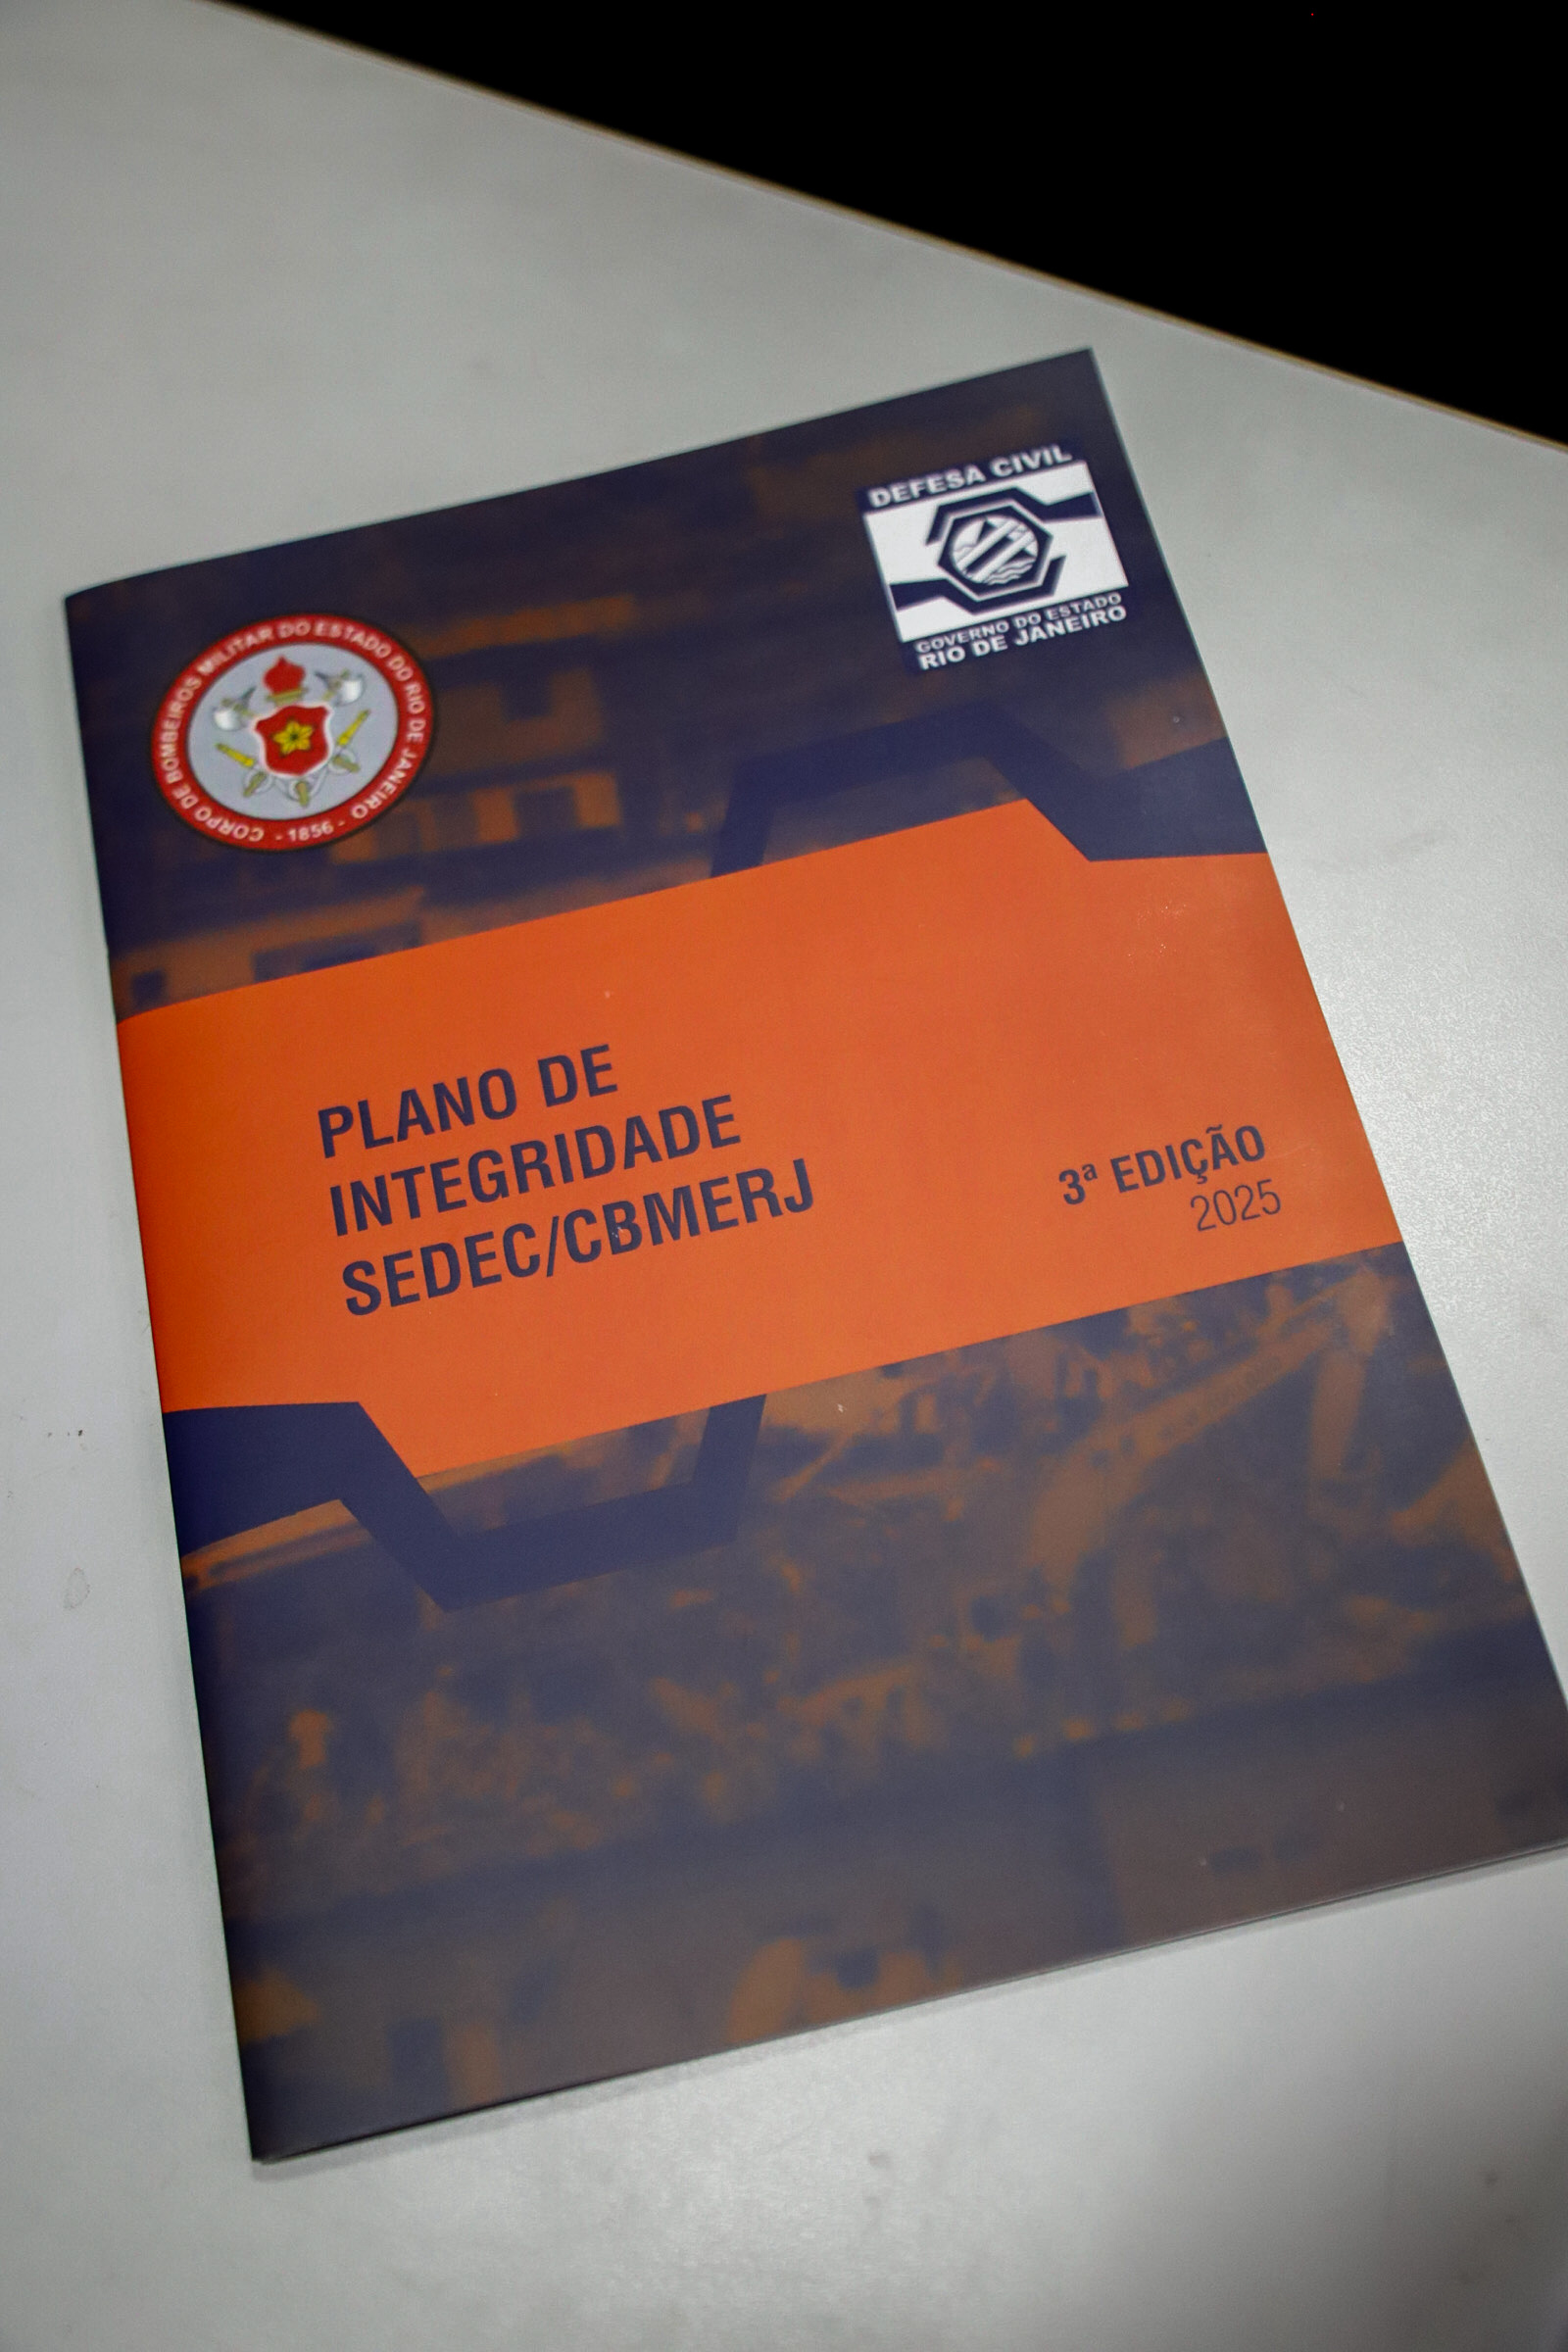 DEFESA CIVIL
GOVERNO DO ESTADO
RIO DE JANEIRO
CORPO DE BOMBEIROS MILITAR DO ESTADO DO RIO DE JANEIRO
- 1856 -
PLANO DE
INTEGRIDADE
SEDEC/CBMERJ
3ª EDIÇÃO
2025